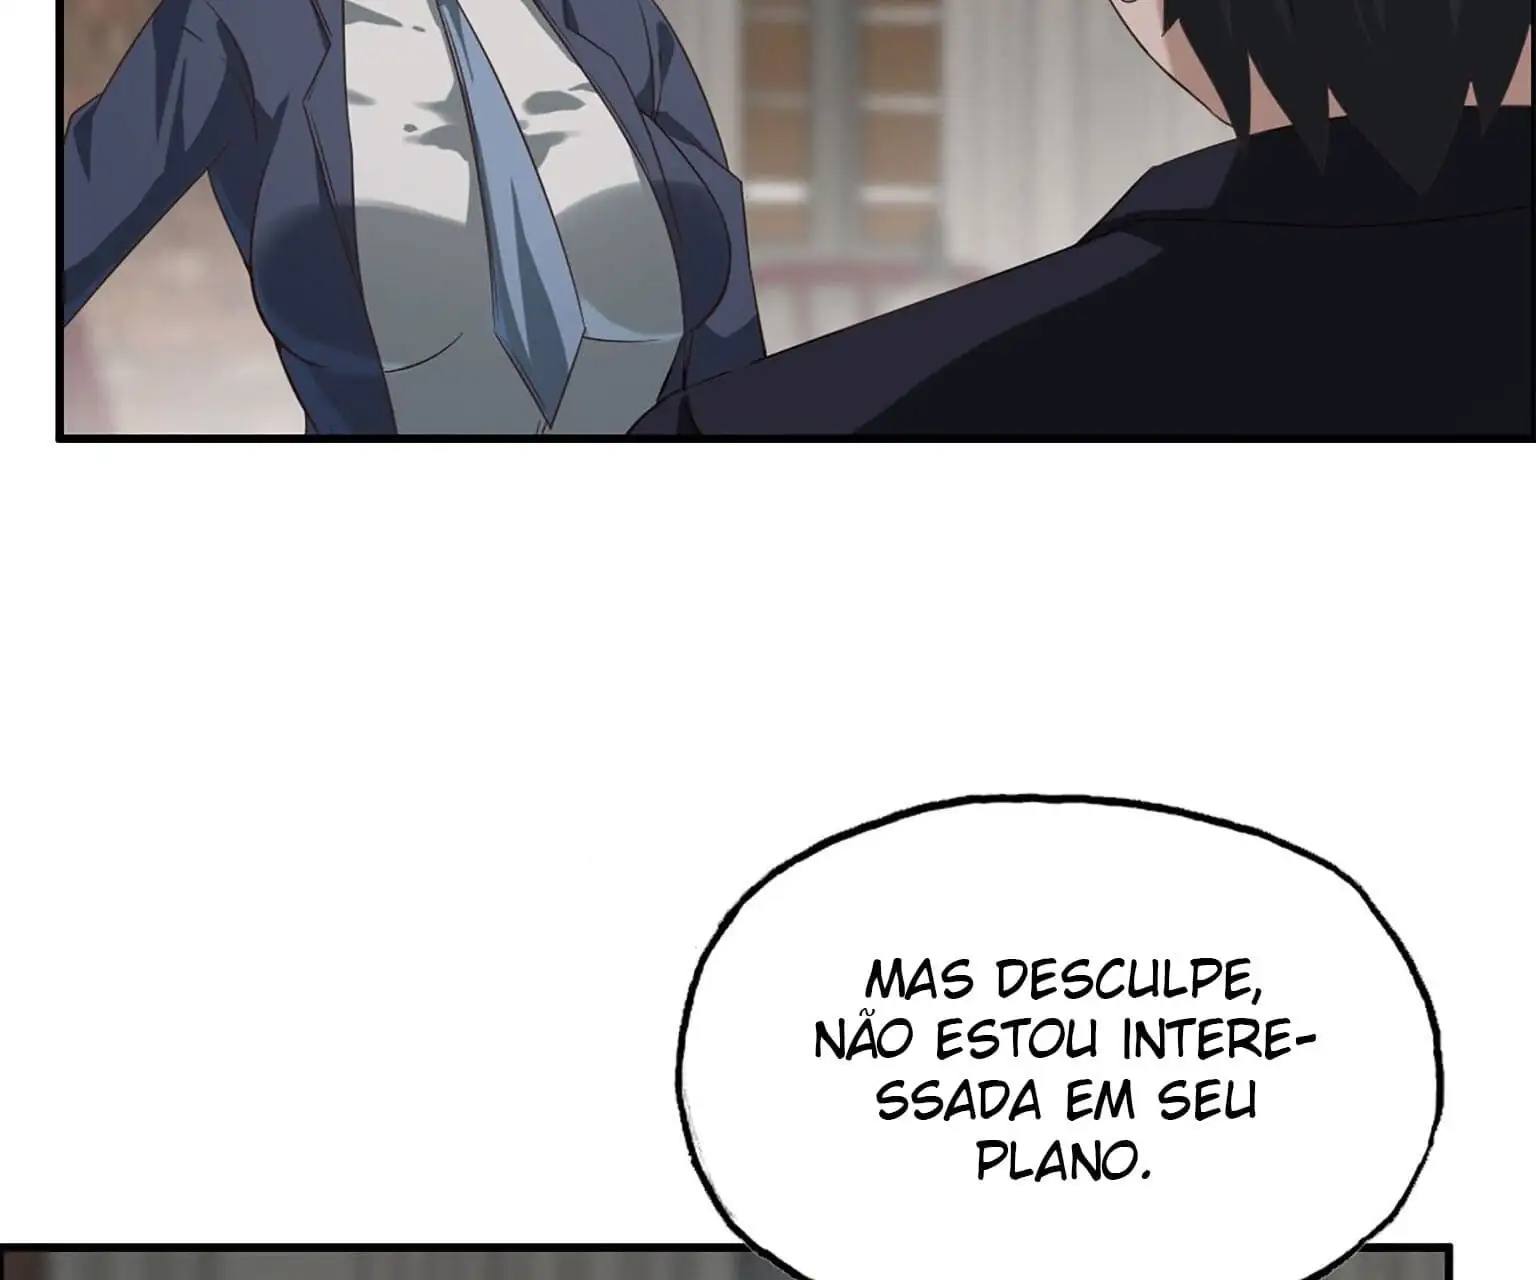 MAS DESCULPE,
NÃO ESTOU INTERE-
SSADA EM SEU
PLANO.